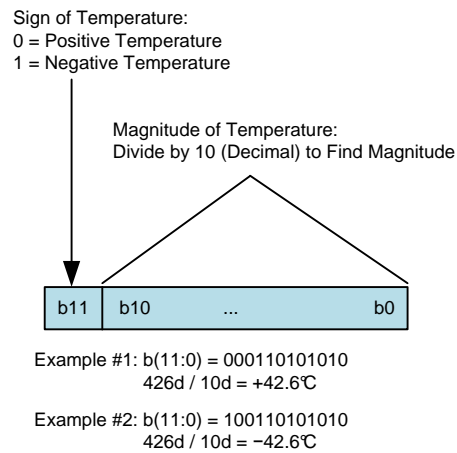 Sign of Temperature:
0 = Positive Temperature
1 = Negative Temperature
Magnitude of Temperature:
Divide by 10 (Decimal) to Find Magnitude
b11 b10 ... b0
Example #1: b(11:0) = 000110101010
426d / 10d = +42.6℃
Example #2: b(11:0) = 100110101010
426d / 10d = −42.6℃